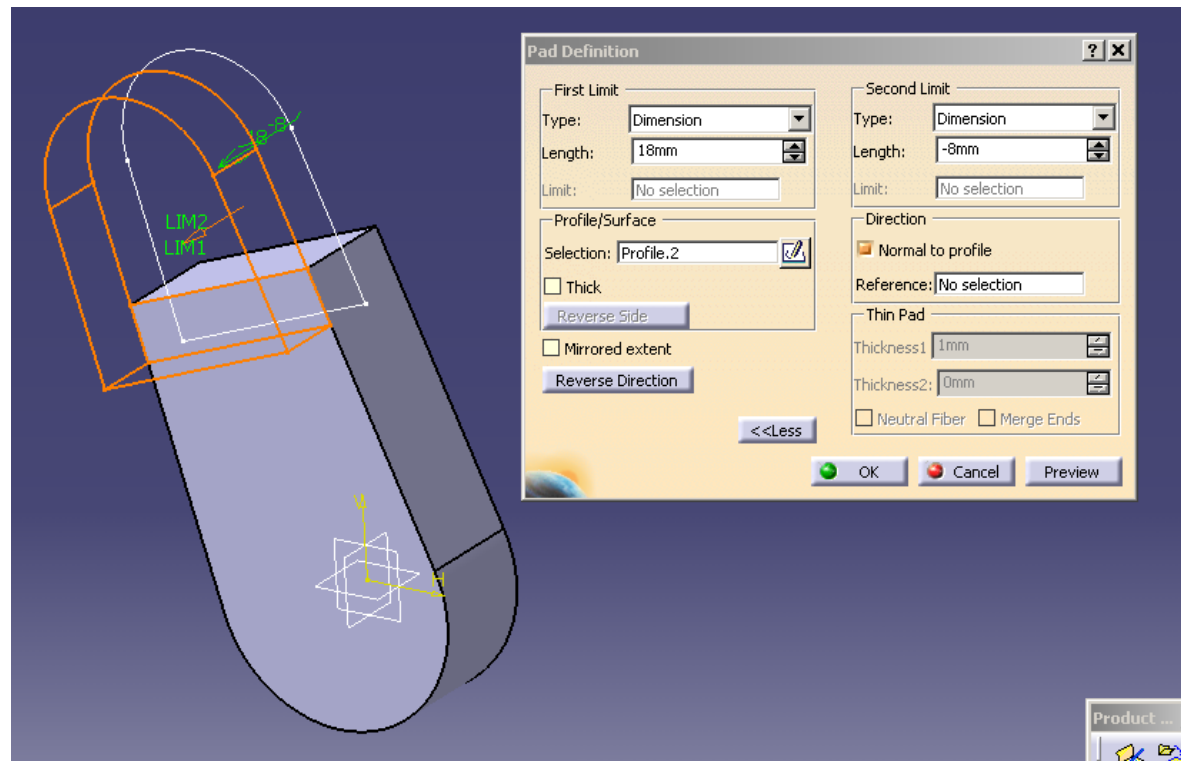 Pad Definition
First Limit
Type: Dimension
Length: 18mm
Limit: No selection
Profile/Surface
Selection: Profile.2
Thick
Reverse Side
Mirrored extent
Reverse Direction
<<Less
Second Limit
Type: Dimension
Length: -8mm
Limit: No selection
Direction
Normal to profile
Reference: No selection
Thin Pad
Thickness1 1mm
Thickness2: 0mm
Neutral Fiber Merge Ends
OK Cancel Preview
18 -8
LIM2
LIM1
H
Product ...